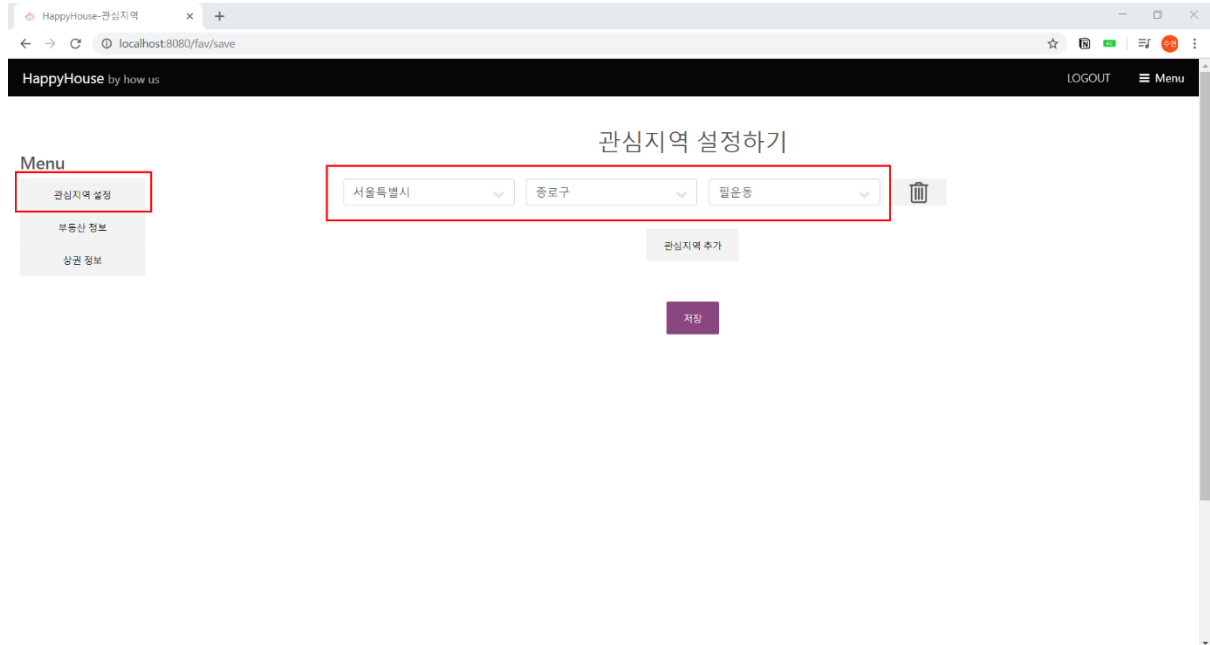 HappyHouse-관심지역
localhost:8080/fav/save
수연
HappyHouse by how us
LOGOUT
Menu
관심지역 설정하기
Menu
관심지역 설정
서울특별시
종로구
필운동
부동산 정보
관심지역 추가
상권 정보
저장